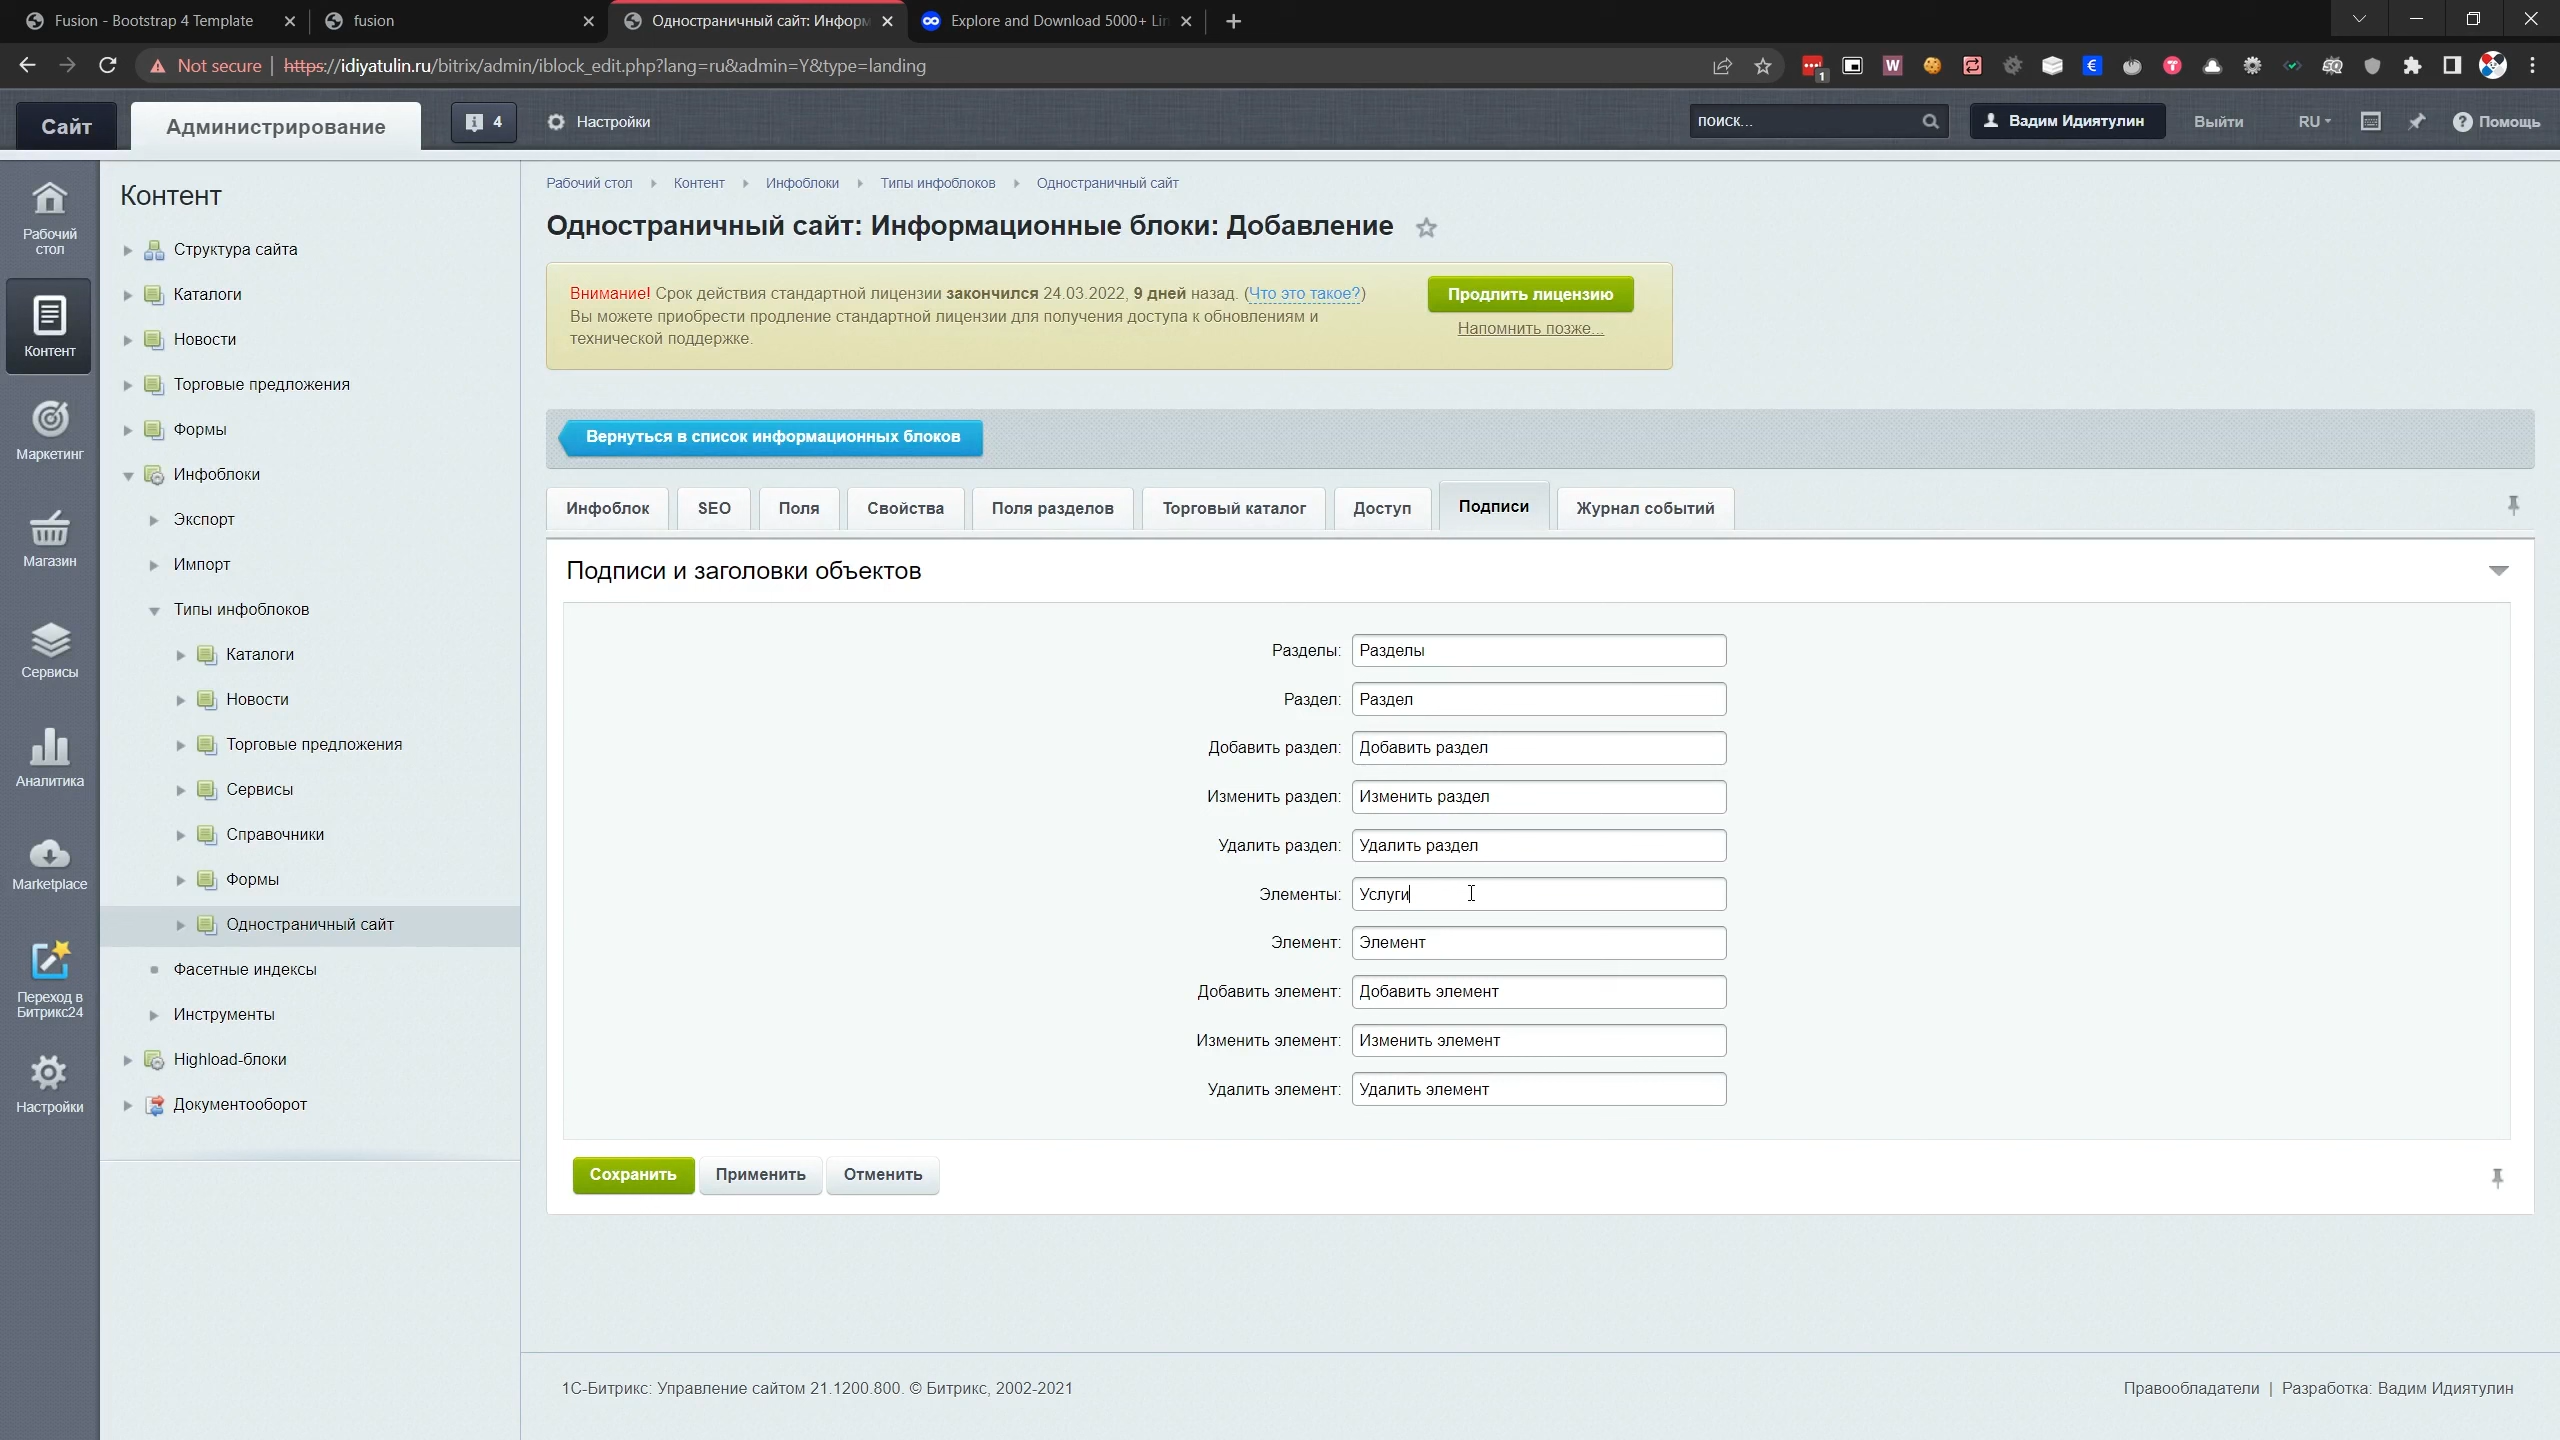 Fusion - Bootstrap 4 Template
fusion
Одностраничный сайт: Информ
Explore and Download 5000+ Lin
Not secure
https://idiyatulin.ru/bitrix/admin/iblock_edit.php?lang=ru&admin=Y&type=landing
Сайт
Администрирование
4
Настройки
поиск...
Вадим Идиятулин
Выйти
RU
Помощь
Рабочий стол
Контент
Маркетинг
Магазин
Сервисы
Аналитика
Marketplace
Переход в Битрикс24
Настройки
Контент
Структура сайта
Каталоги
Новости
Торговые предложения
Формы
Инфоблоки
Экспорт
Импорт
Типы инфоблоков
Каталоги
Новости
Торговые предложения
Сервисы
Справочники
Формы
Одностраничный сайт
Фасетные индексы
Инструменты
Highload-блоки
Документооборот
Рабочий стол
Контент
Инфоблоки
Типы инфоблоков
Одностраничный сайт
Одностраничный сайт: Информационные блоки: Добавление
Внимание! Срок действия стандартной лицензии закончился 24.03.2022, 9 дней назад. (Что это такое?)
Вы можете приобрести продление стандартной лицензии для получения доступа к обновлениям и
технической поддержке.
Продлить лицензию
Напомнить позже...
Вернуться в список информационных блоков
Инфоблок
SEO
Поля
Свойства
Поля разделов
Торговый каталог
Доступ
Подписи
Журнал событий
Подписи и заголовки объектов
Разделы: Разделы
Раздел: Раздел
Добавить раздел: Добавить раздел
Изменить раздел: Изменить раздел
Удалить раздел: Удалить раздел
Элементы: Услуги
Элемент: Элемент
Добавить элемент: Добавить элемент
Изменить элемент: Изменить элемент
Удалить элемент: Удалить элемент
Сохранить
Применить
Отменить
1С-Битрикс: Управление сайтом 21.1200.800. © Битрикс, 2002-2021
Правообладатели | Разработка: Вадим Идиятулин